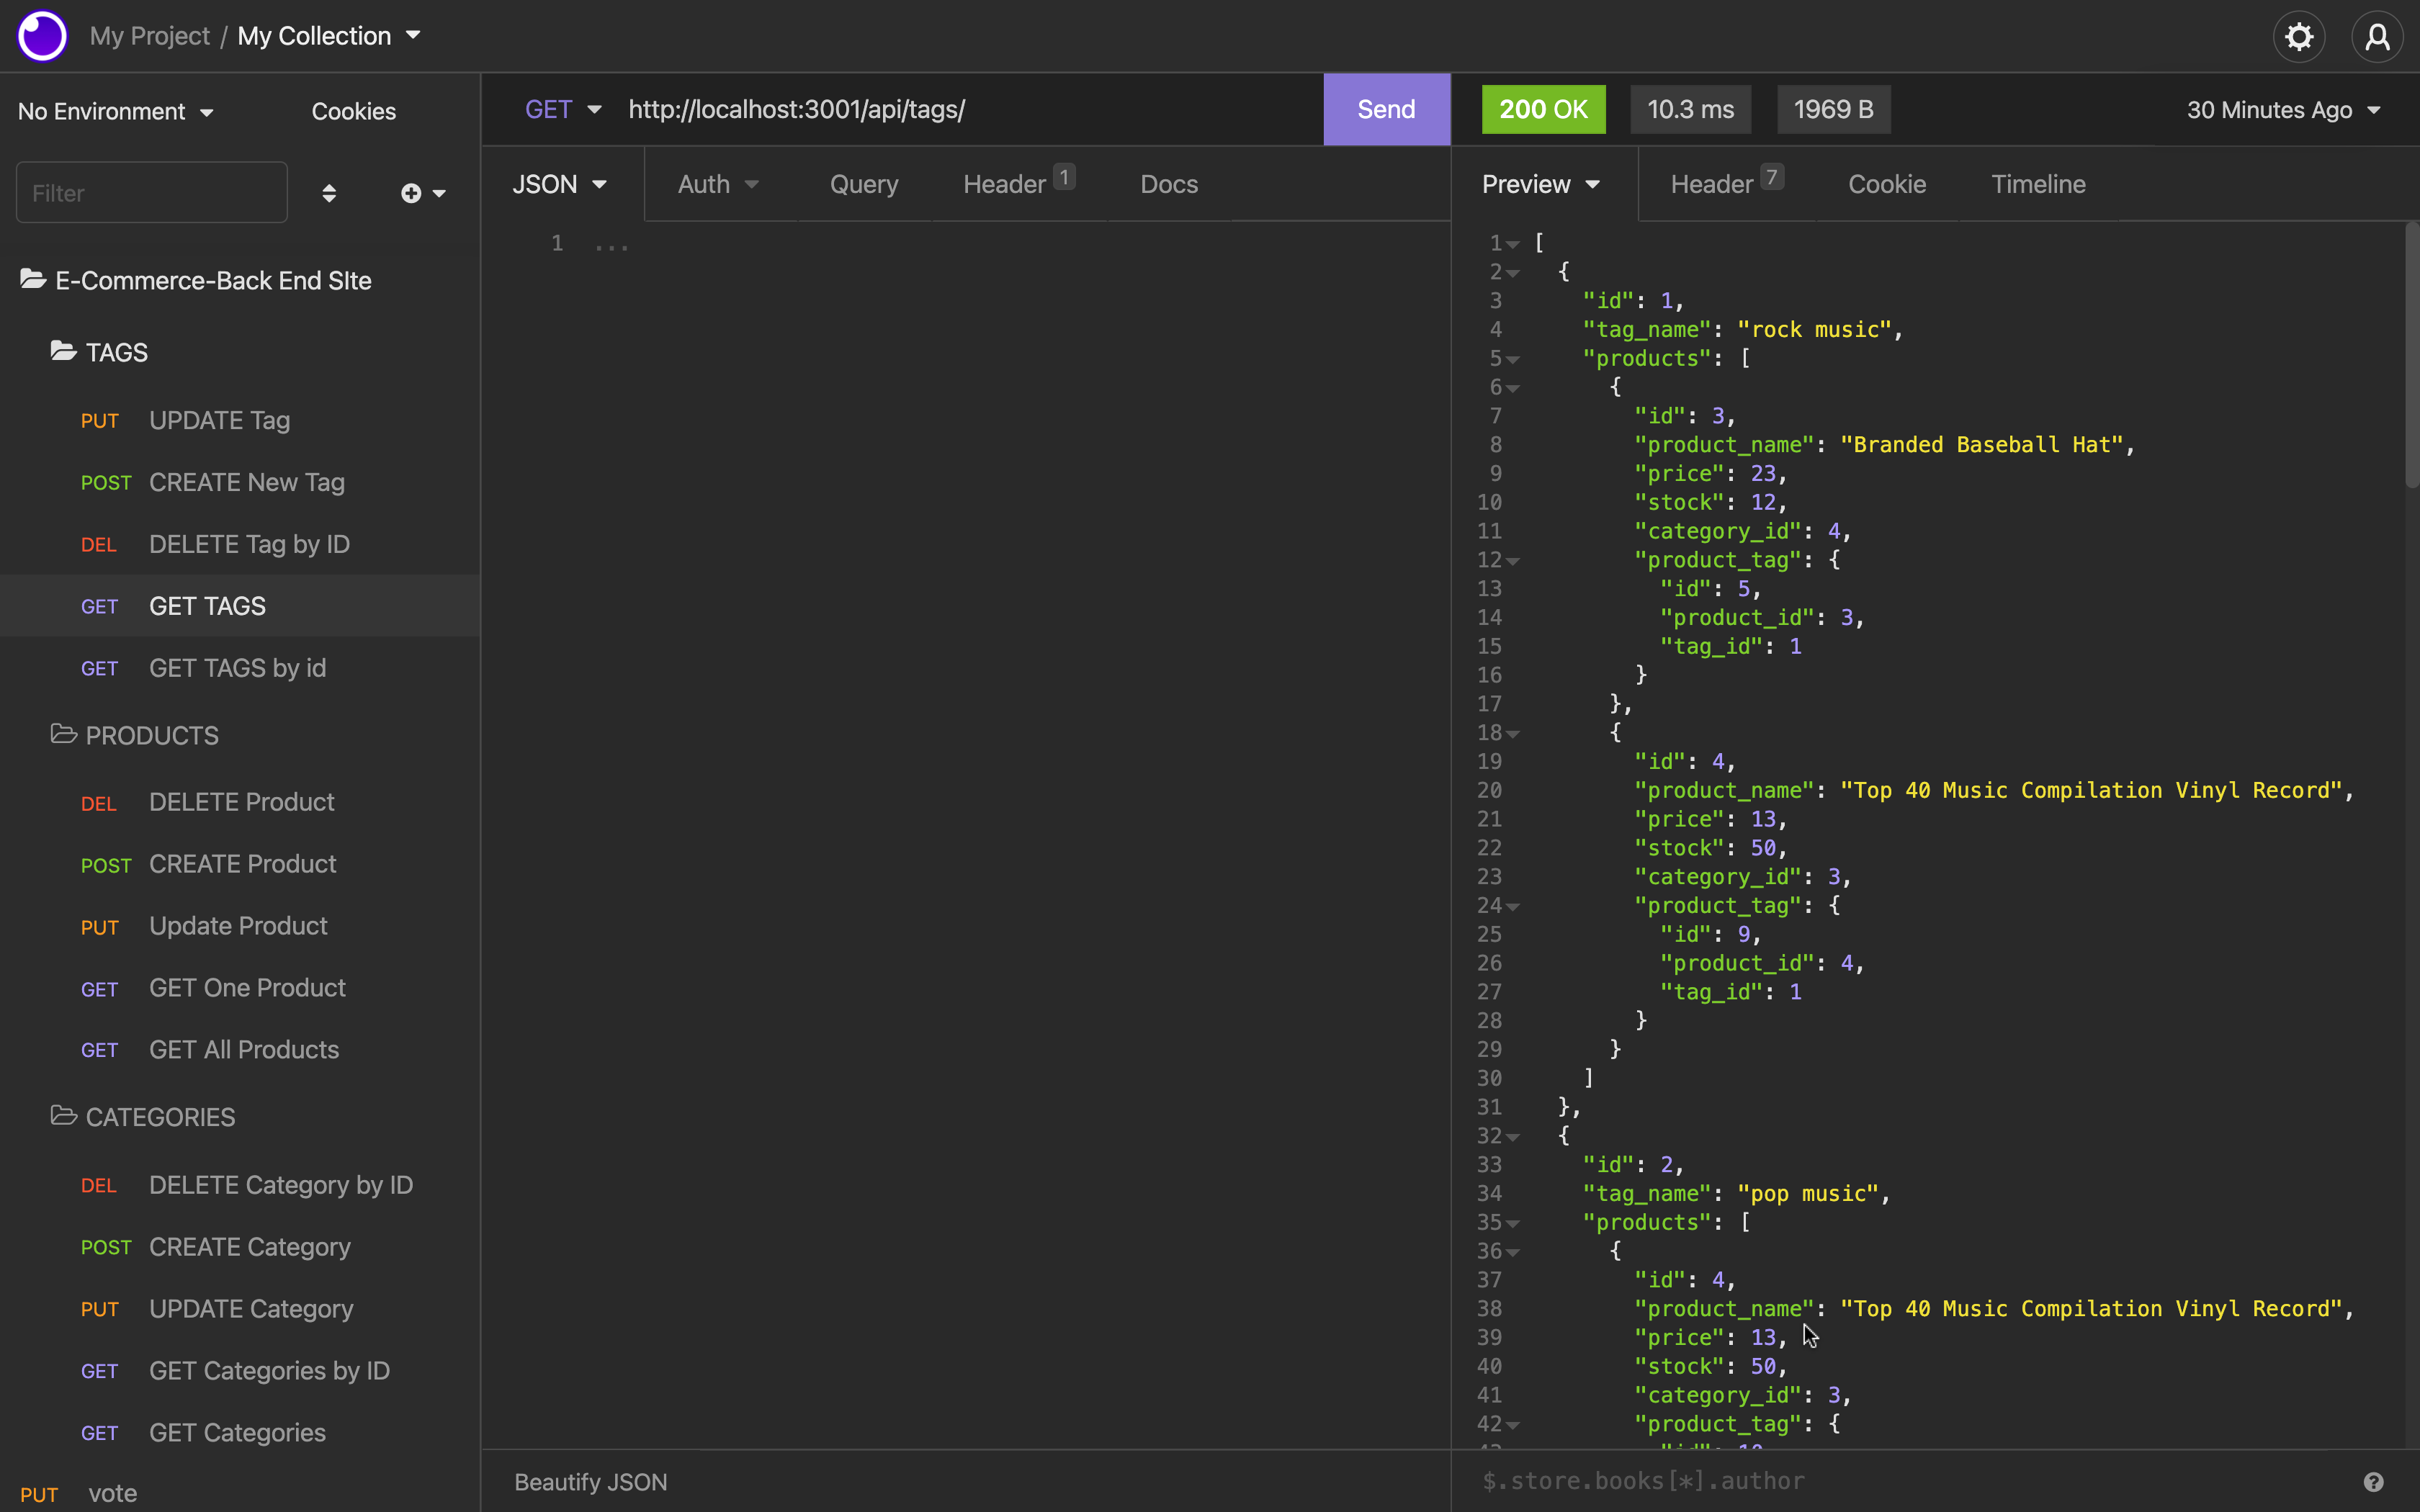 My Project / My Collection
No Environment
Cookies
Filter
E-Commerce-Back End SIte
TAGS
PUT UPDATE Tag
POST CREATE New Tag
DEL DELETE Tag by ID
GET GET TAGS
GET GET TAGS by id
PRODUCTS
DEL DELETE Product
POST CREATE Product
PUT Update Product
GET GET One Product
GET GET All Products
CATEGORIES
DEL DELETE Category by ID
POST CREATE Category
PUT UPDATE Category
GET GET Categories by ID
GET GET Categories
PUT vote
GET http://localhost:3001/api/tags/ Send
JSON Auth Query Header 1 Docs
1 ...
Beautify JSON
200 OK 10.3 ms 1969 B 30 Minutes Ago
Preview Header 7 Cookie Timeline
1 [
2 {
3 "id": 1,
4 "tag_name": "rock music",
5 "products": [
6 {
7 "id": 3,
8 "product_name": "Branded Baseball Hat",
9 "price": 23,
10 "stock": 12,
11 "category_id": 4,
12 "product_tag": {
13 "id": 5,
14 "product_id": 3,
15 "tag_id": 1
16 }
17 },
18 {
19 "id": 4,
20 "product_name": "Top 40 Music Compilation Vinyl Record",
21 "price": 13,
22 "stock": 50,
23 "category_id": 3,
24 "product_tag": {
25 "id": 9,
26 "product_id": 4,
27 "tag_id": 1
28 }
29 }
30 ]
31 },
32 {
33 "id": 2,
34 "tag_name": "pop music",
35 "products": [
36 {
37 "id": 4,
38 "product_name": "Top 40 Music Compilation Vinyl Record",
39 "price": 13,
40 "stock": 50,
41 "category_id": 3,
42 "product_tag": {
$.store.books[*].author